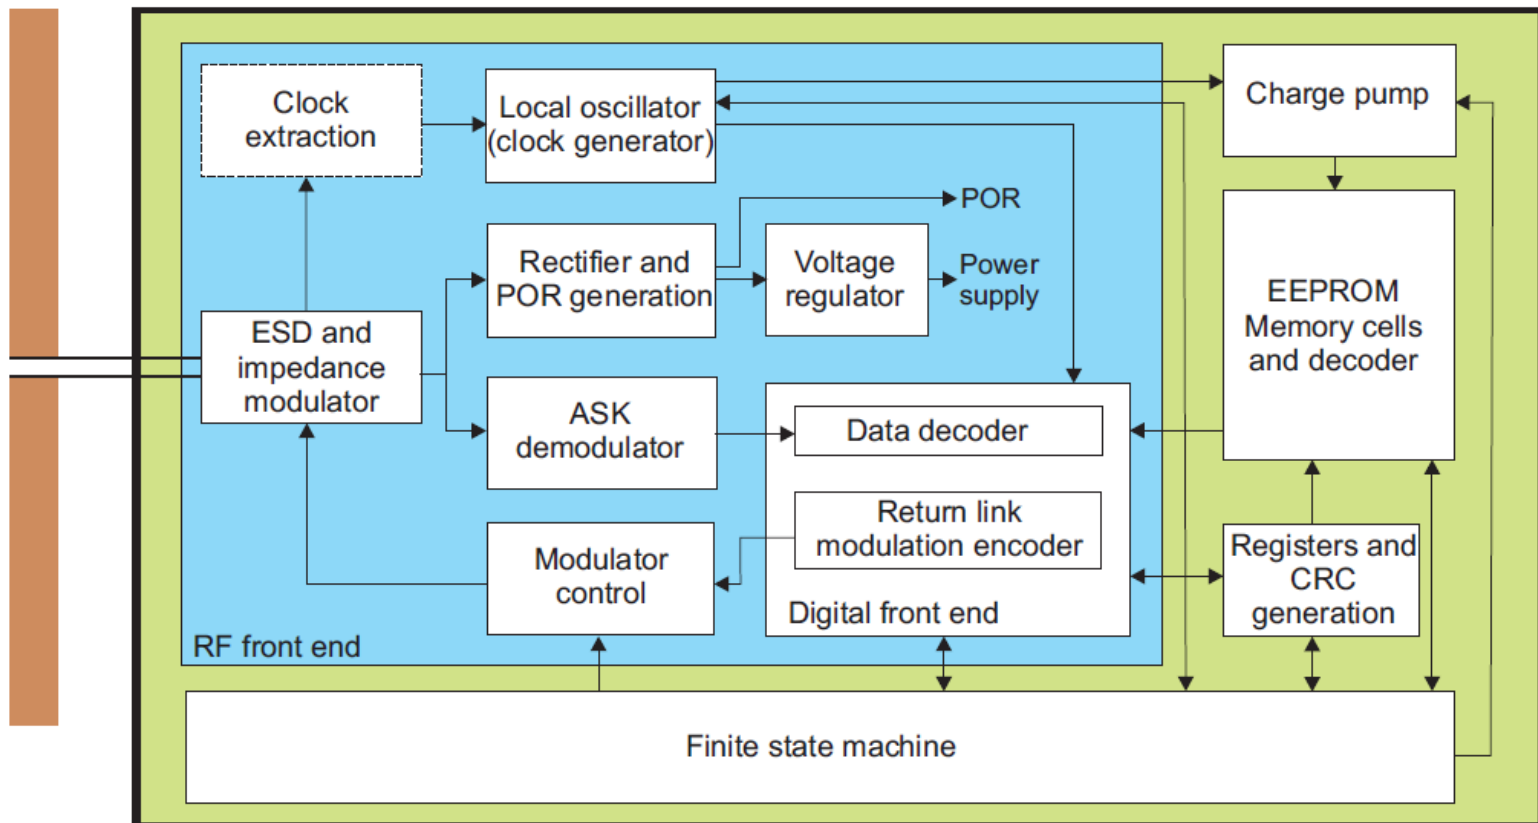 Clock
extraction
Local oscillator
(clock generator)
Charge pump
POR
Rectifier and
POR generation
Voltage
regulator
Power
supply
EEPROM
Memory cells
and decoder
ESD and
impedance
modulator
ASK
demodulator
Data decoder
Return link
modulation encoder
Modulator
control
Registers and
CRC
generation
Digital front end
RF front end
Finite state machine